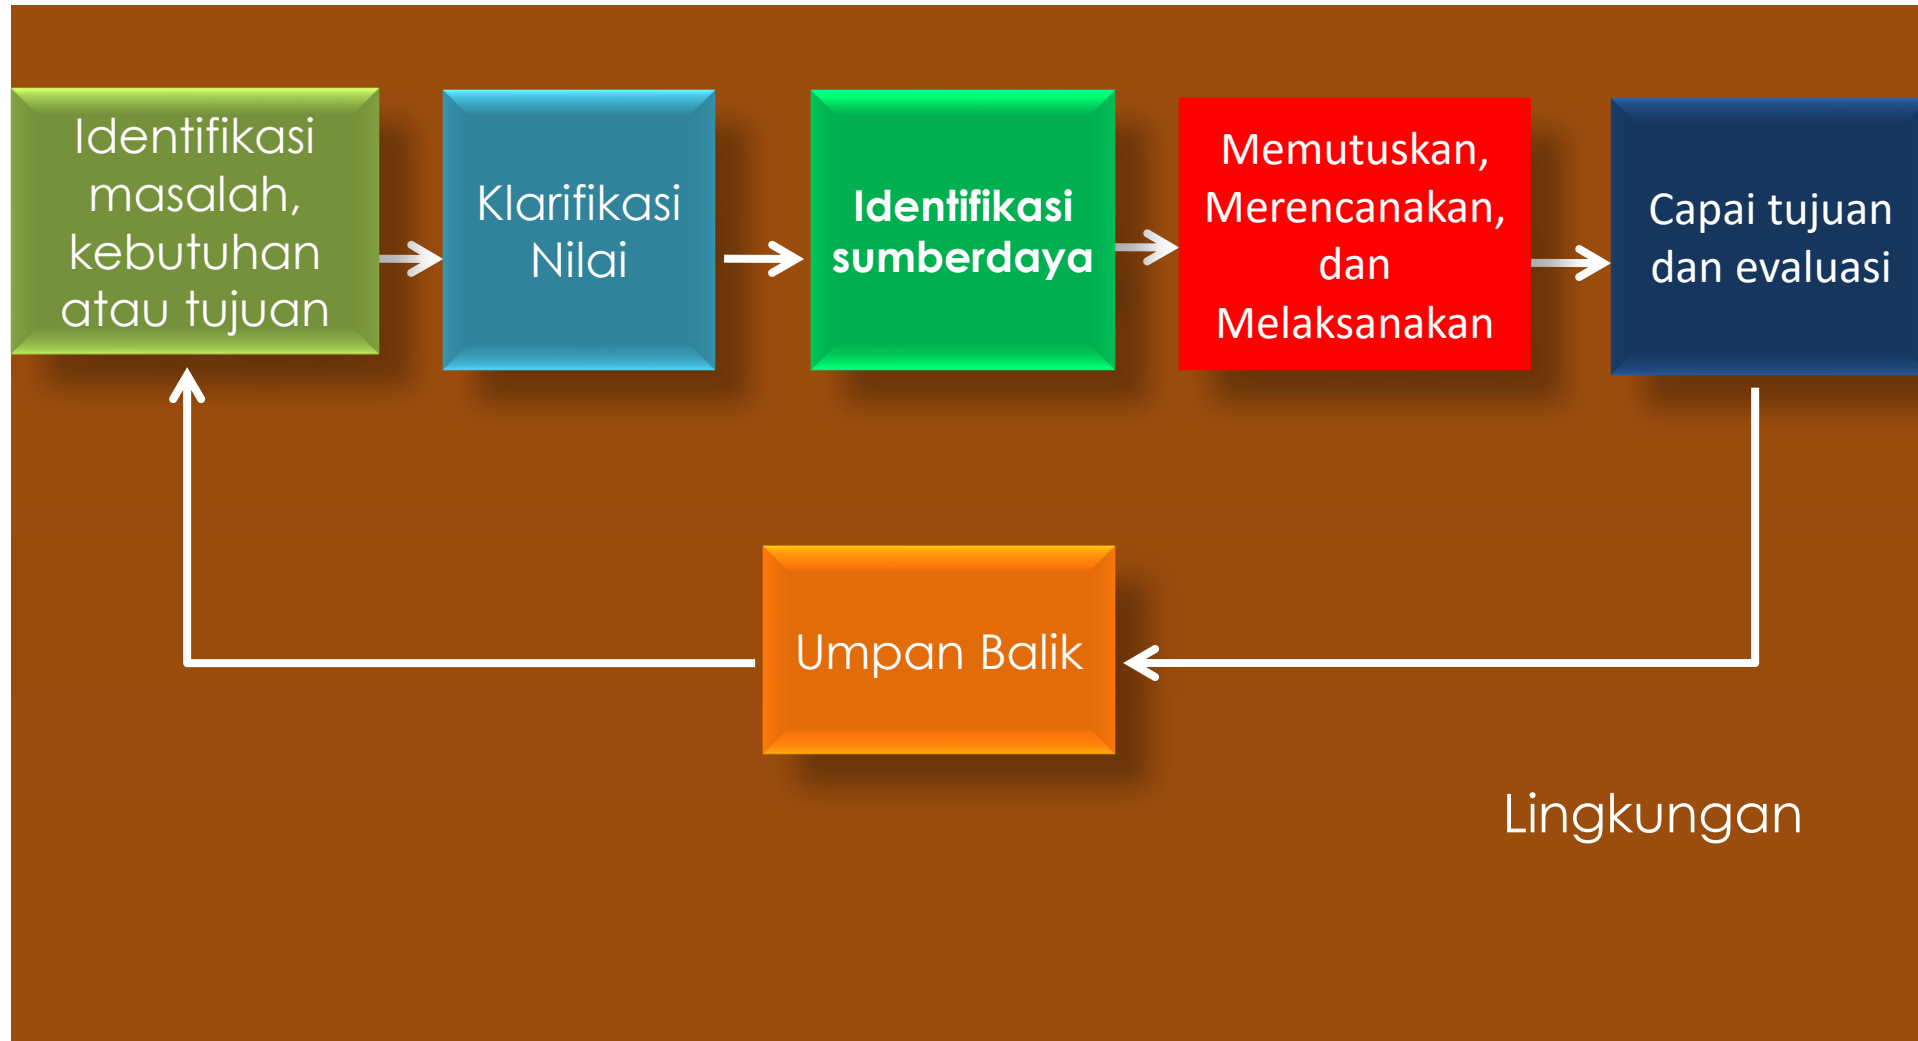 Identifikasi
masalah,
kebutuhan
atau tujuan
Klarifikasi
Nilai
Identifikasi
sumberdaya
Memutuskan,
Merencanakan,
dan
Melaksanakan
Capai tujuan
dan evaluasi
Umpan Balik
Lingkungan